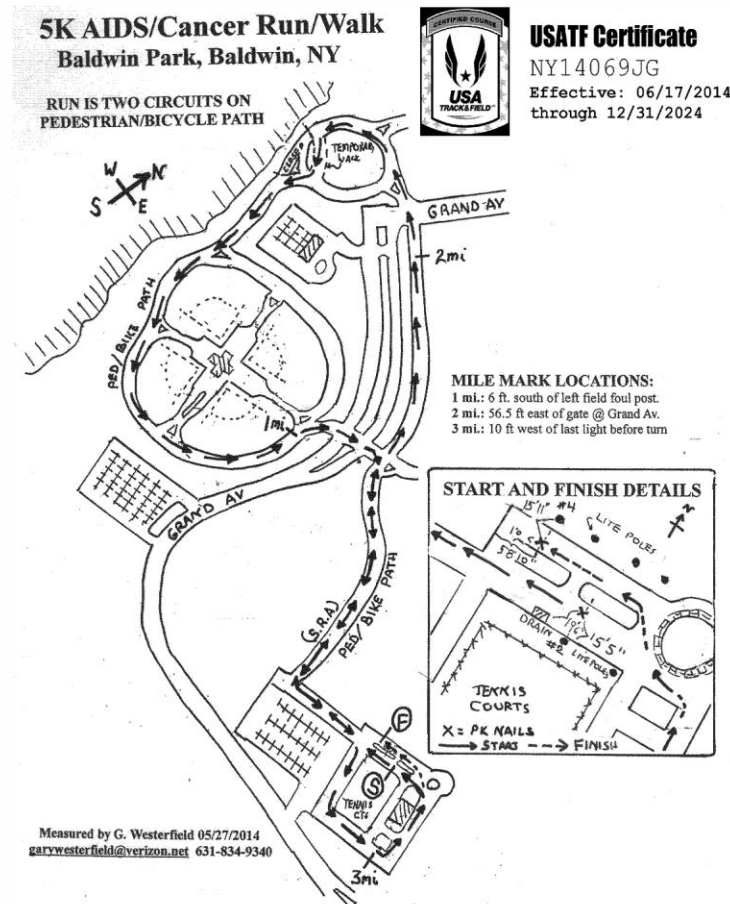 5K AIDS/Cancer Run/Walk
Baldwin Park, Baldwin, NY
RUN IS TWO CIRCUITS ON
PEDESTRIAN/BICYCLE PATH
CERTIFIED COURSE
USA
TRACK&FIELD
USATF Certificate
NY14069JG
Effective: 06/17/2014
through 12/31/2024
W N
S E
TEMPORARY
WALK
GRAND AV
2mi
PED/BIKE PATH
1mi
MILE MARK LOCATIONS:
1 mi.: 6 ft. south of left field foul post.
2 mi.: 56.5 ft east of gate @ Grand Av.
3 mi.: 10 ft west of last light before turn
GRAND AV
(S.R.A)
PED/BIKE PATH
START AND FINISH DETAILS
15'11" #4
LITE POLES
N
58'10"
DRAIN
15'5"
#2 LITE POLES
TENNIS
COURTS
X = PK NAILS
START FINISH
F
S
TENNIS
CTS
3mi
Measured by G. Westerfield 05/27/2014
garywesterfield@verizon.net 631-834-9340